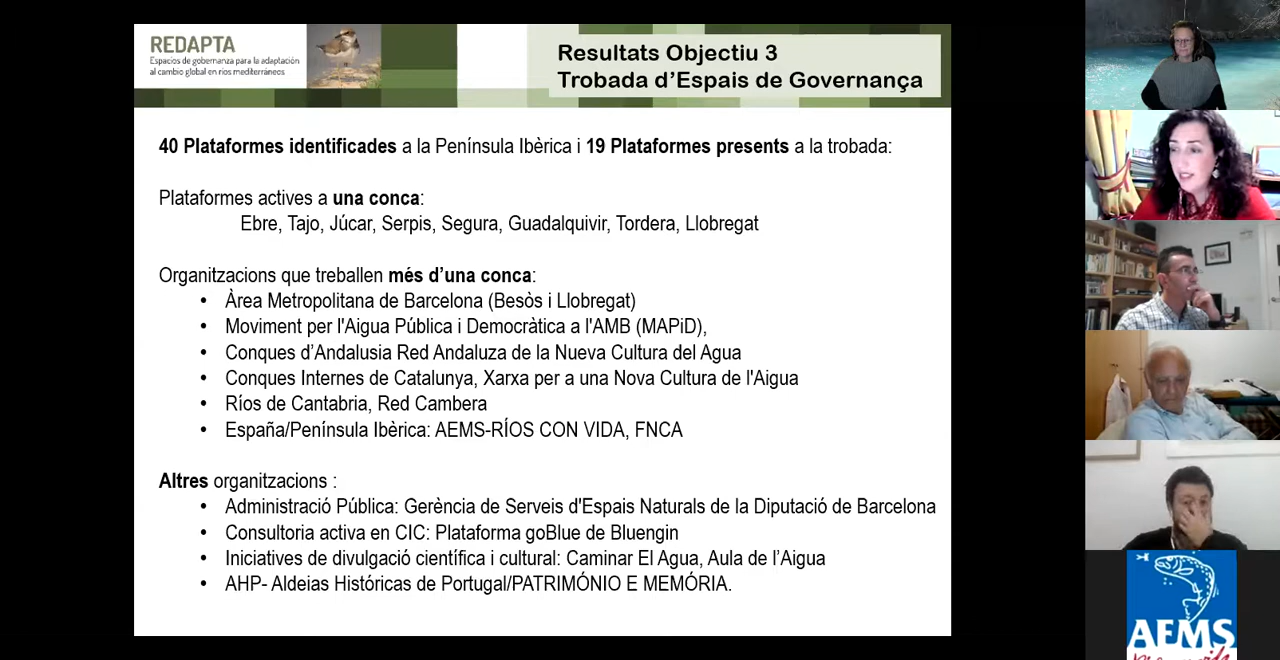 REDAPTA
Espacios de gobernanza para la adaptación
al cambio global en ríos mediterráneos
Resultats Objectiu 3
Trobada d'Espais de Governança
40 Plataformes identificades a la Península Ibèrica i 19 Plataformes presents a la trobada:
Plataformes actives a una conca:
Ebre, Tajo, Júcar, Serpis, Segura, Guadalquivir, Tordera, Llobregat
Organitzacions que treballen més d'una conca:
• Àrea Metropolitana de Barcelona (Besòs i Llobregat)
• Moviment per l'Aigua Pública i Democràtica a l'AMB (MAPiD),
• Conques d'Andalusia Red Andaluza de la Nueva Cultura del Agua
• Conques Internes de Catalunya, Xarxa per a una Nova Cultura de l'Aigua
• Ríos de Cantabria, Red Cambera
• España/Península Ibèrica: AEMS-RÍOS CON VIDA, FNCA
Altres organitzacions :
• Administració Pública: Gerència de Serveis d'Espais Naturals de la Diputació de Barcelona
• Consultoria activa en CIC: Plataforma goBlue de Bluengin
• Iniciatives de divulgació científica i cultural: Caminar El Agua, Aula de l'Aigua
• AHP- Aldeias Históricas de Portugal/PATRIMÓNIO E MEMÓRIA.
AEMS